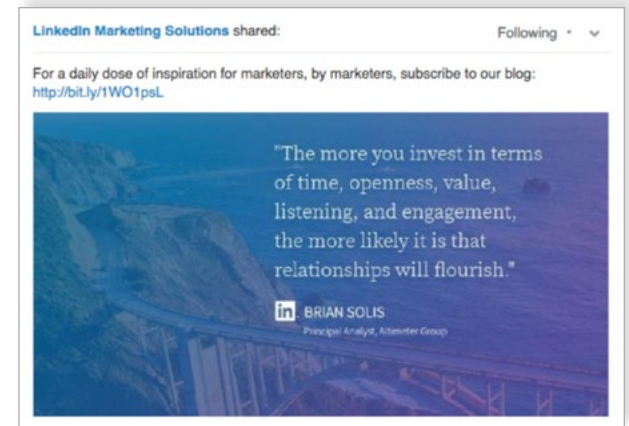 LinkedIn Marketing Solutions shared:
Following
For a daily dose of inspiration for marketers, by marketers, subscribe to our blog:
http://bit.ly/1WO1psL
"The more you invest in terms
of time, openness, value,
listening, and engagement,
the more likely it is that
relationships will flourish."
in BRIAN SOLIS
Principal Analyst, Altimeter Group